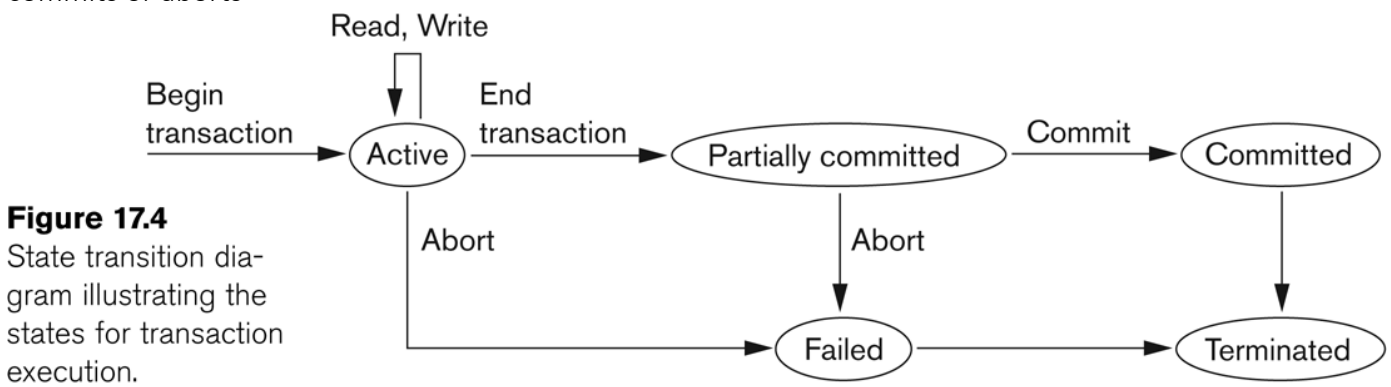 commits or aborts
Read, Write
Begin
transaction
End
transaction
Active
Partially committed
Commit
Committed
Figure 17.4
State transition dia-
gram illustrating the
states for transaction
execution.
Abort
Abort
Failed
Terminated